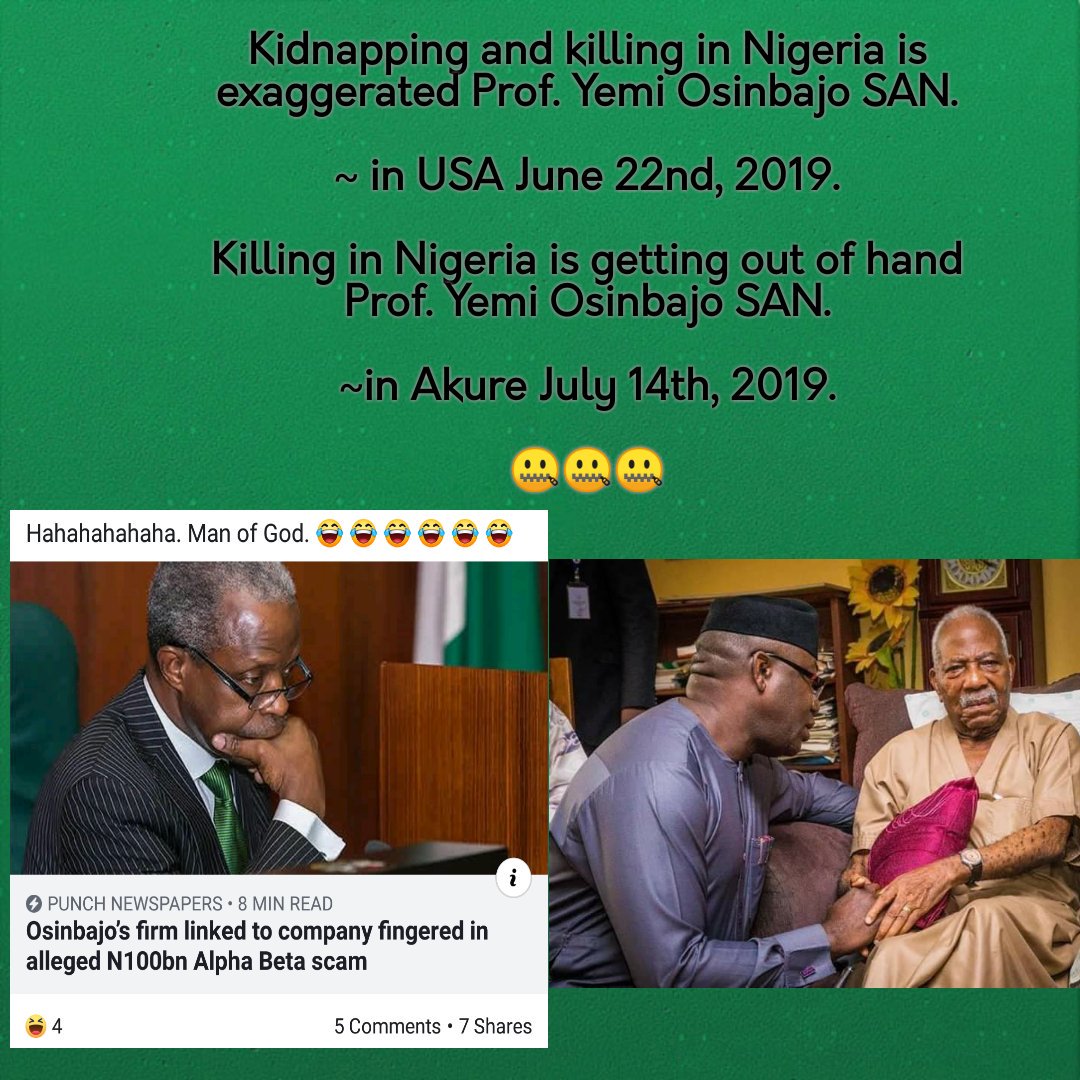 Kidnapping and killing in Nigeria is
exaggerated Prof. Yemi Osinbajo SAN.
~ in USA June 22nd, 2019.
Killing in Nigeria is getting out of hand
Prof. Yemi Osinbajo SAN.
~in Akure July 14th, 2019.
🤐🤐🤐
Hahahahahaha. Man of God. 😂😂😂😂😂😂
PUNCH NEWSPAPERS • 8 MIN READ
Osinbajo's firm linked to company fingered in
alleged N100bn Alpha Beta scam
4
5 Comments • 7 Shares